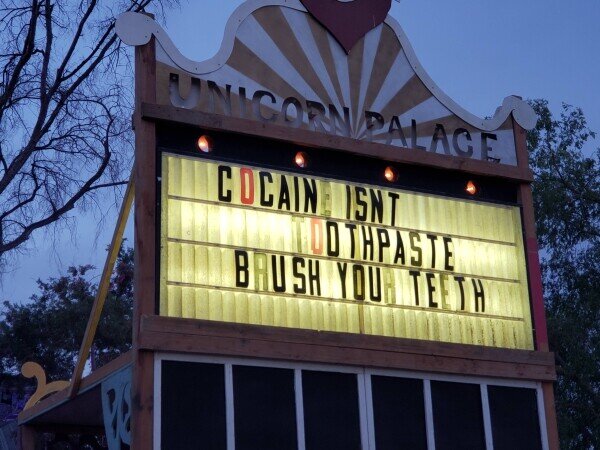 UNICORN PALACE
COCAINE ISNT
TOOTHPASTE
BRUSH YOUR TEETH